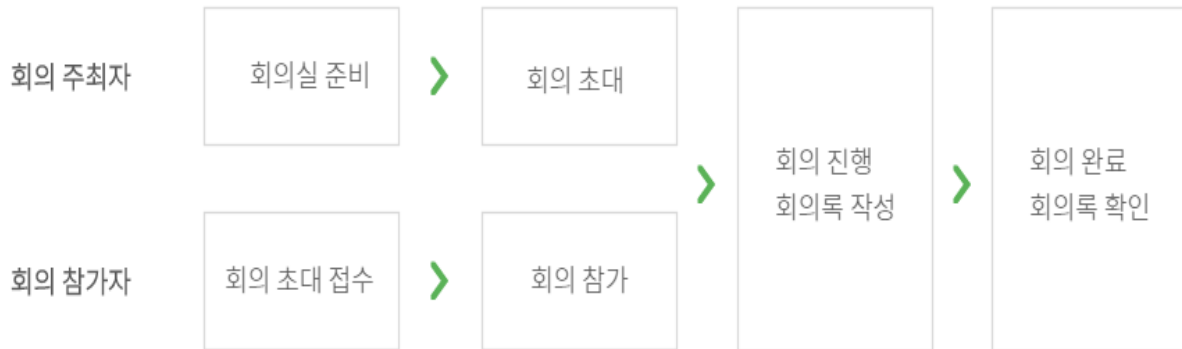 회의 주최자
회의실 준비
회의 초대
회의 참가자
회의 초대 접수
회의 참가
회의 진행
회의록 작성
회의 완료
회의록 확인